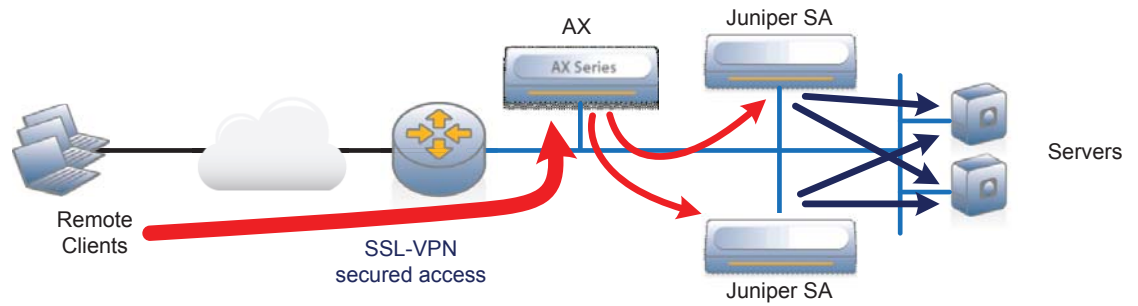 AX
Juniper SA
AX Series
Servers
Remote
Clients
SSL-VPN
secured access
Juniper SA